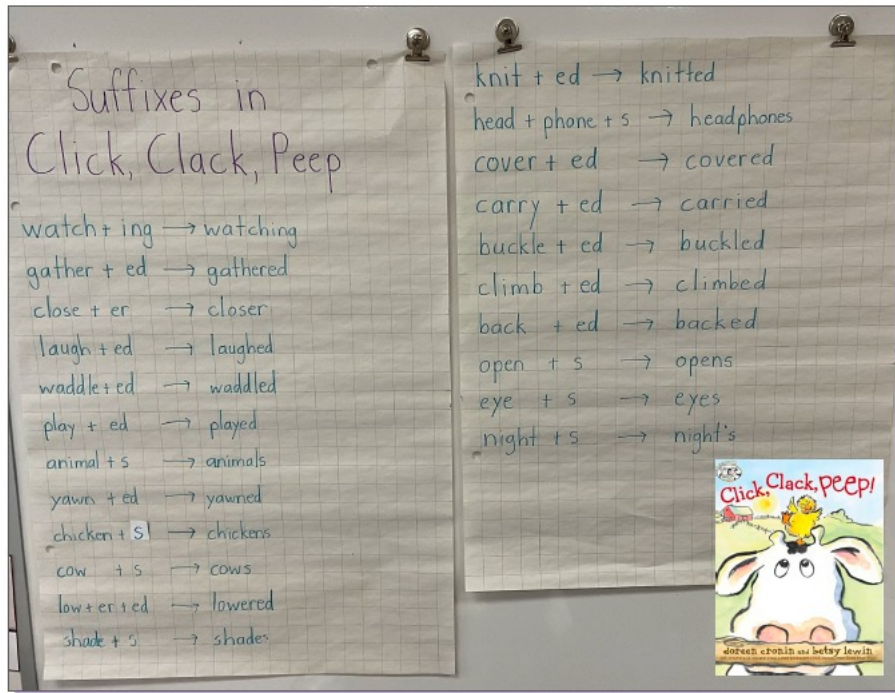 Suffixes in
Click, Clack, Peep
watch + ing → watching
gather + ed → gathered
close + er → closer
laugh + ed → laughed
waddle + ed → waddled
play + ed → played
animal + s → animals
yawn + ed → yawned
chicken + s → chickens
cow + s → cows
low + er + ed → lowered
shade + s → shades
knit + ed → knitted
head + phone + s → headphones
cover + ed → covered
carry + ed → carried
buckle + ed → buckled
climb + ed → climbed
back + ed → backed
open + s → opens
eye + s → eyes
night + s → night's
Click, Clack, Peep!
doreen cronin and betsy lewin